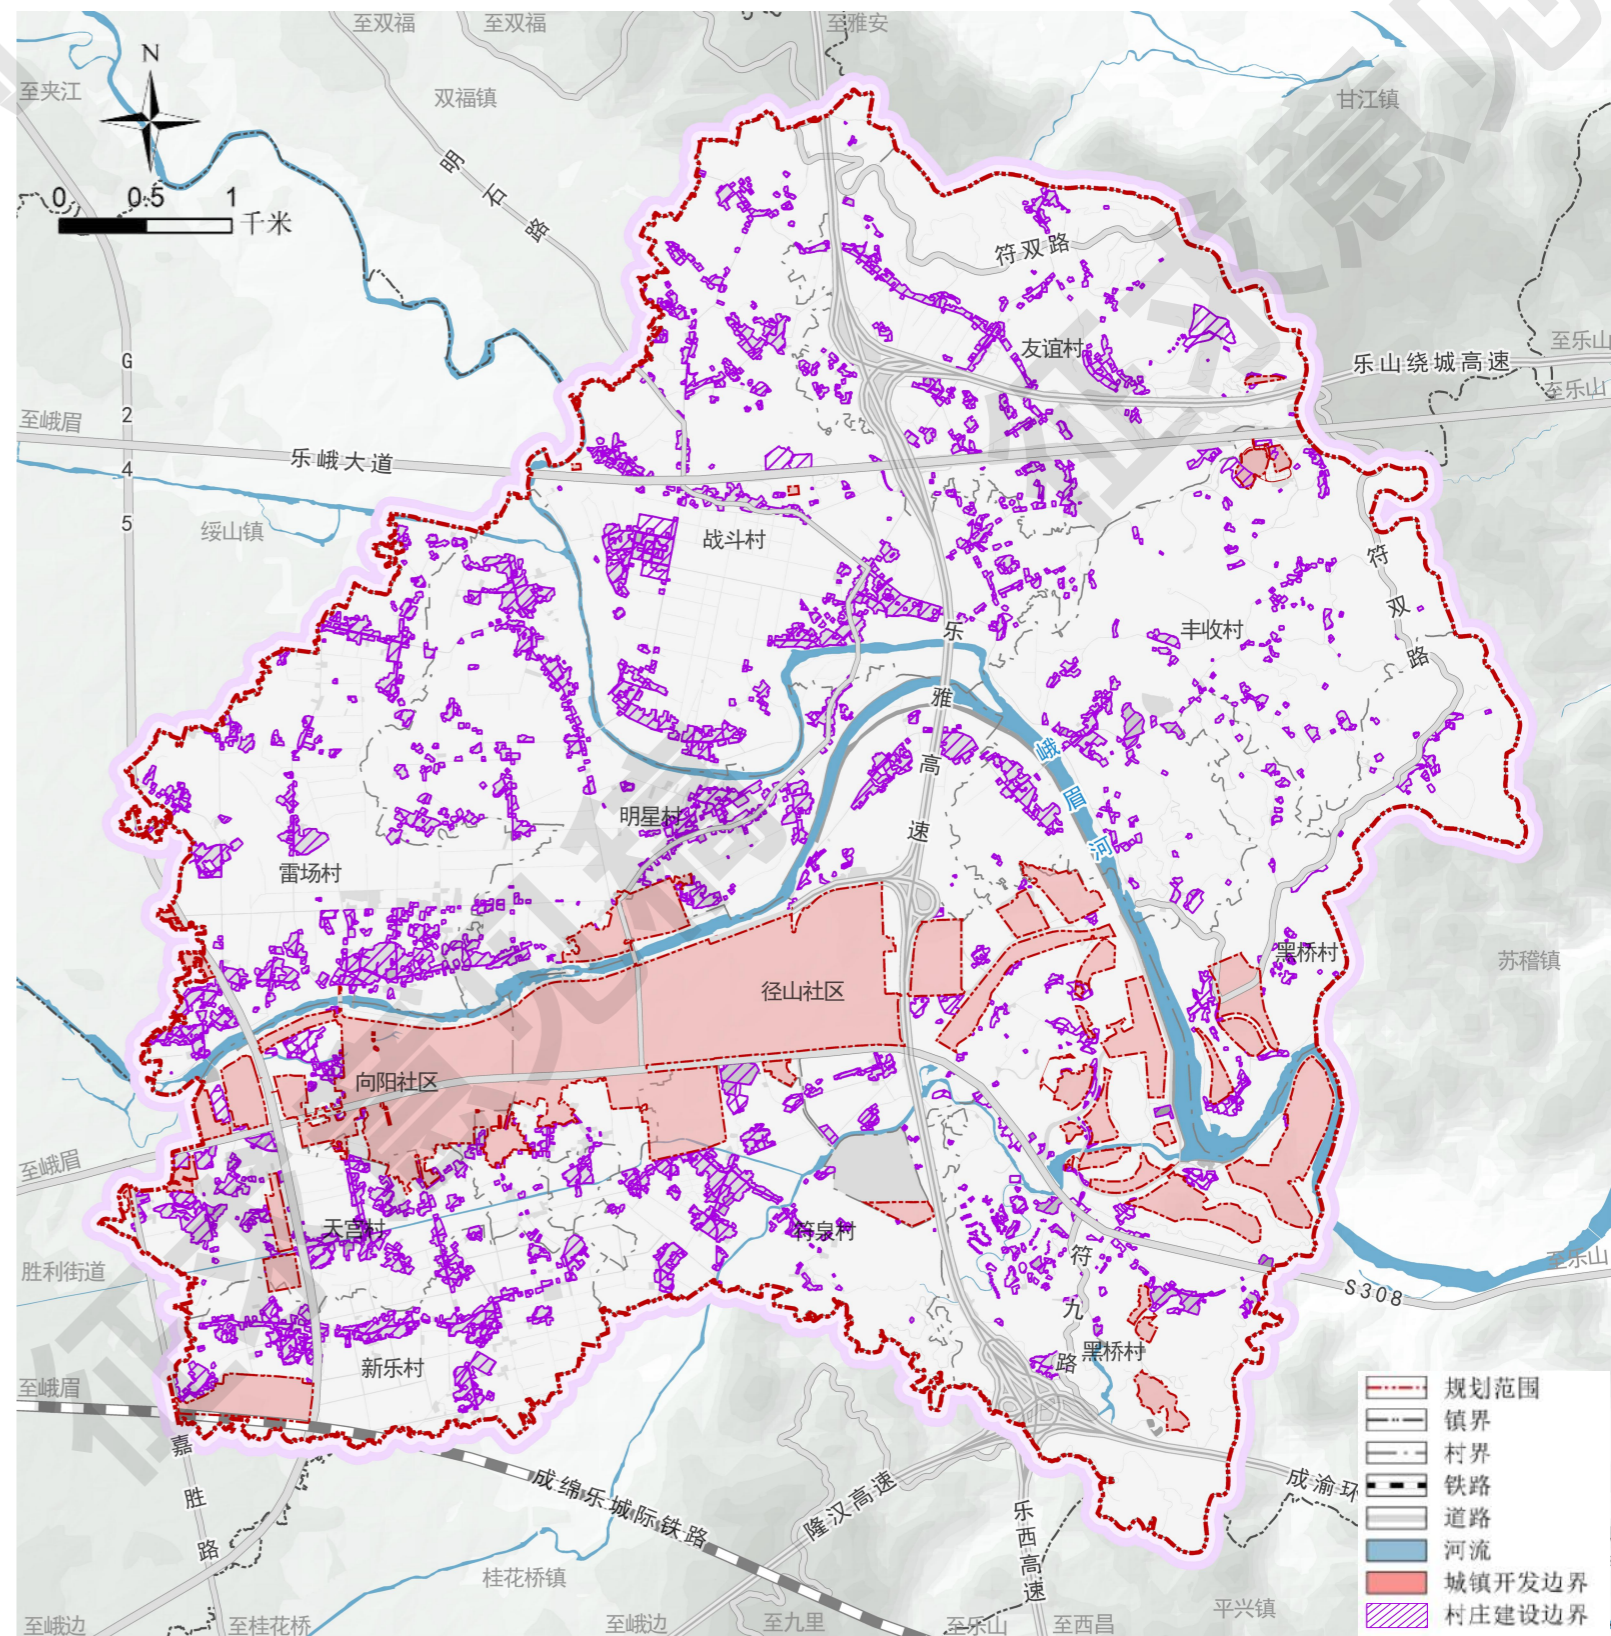 至双福
至双福
至雅安
N
至夹江
双福镇
甘江镇
明石路
0 0.5 1
千米
符双路
友谊村
至乐山
乐山绕城高速
至乐山
G245
至峨眉
乐峨大道
绥山镇
战斗村
符双路
丰收村
乐雅高速
峨眉河
明星村
雷场村
黑桥村
苏稽镇
径山社区
向阳社区
至峨眉
天宫村
符泉村
胜利街道
符九路
至乐山
S308
新乐村
黑桥村
至峨眉
嘉胜路
成绵乐城际铁路
隆汉高速
乐西高速
成渝环
桂花桥镇
平兴镇
至峨边
至桂花桥
至峨边
至九里
至乐山
至西昌
规划范围
镇界
村界
铁路
道路
河流
城镇开发边界
村庄建设边界
征求意见稿
征求意见